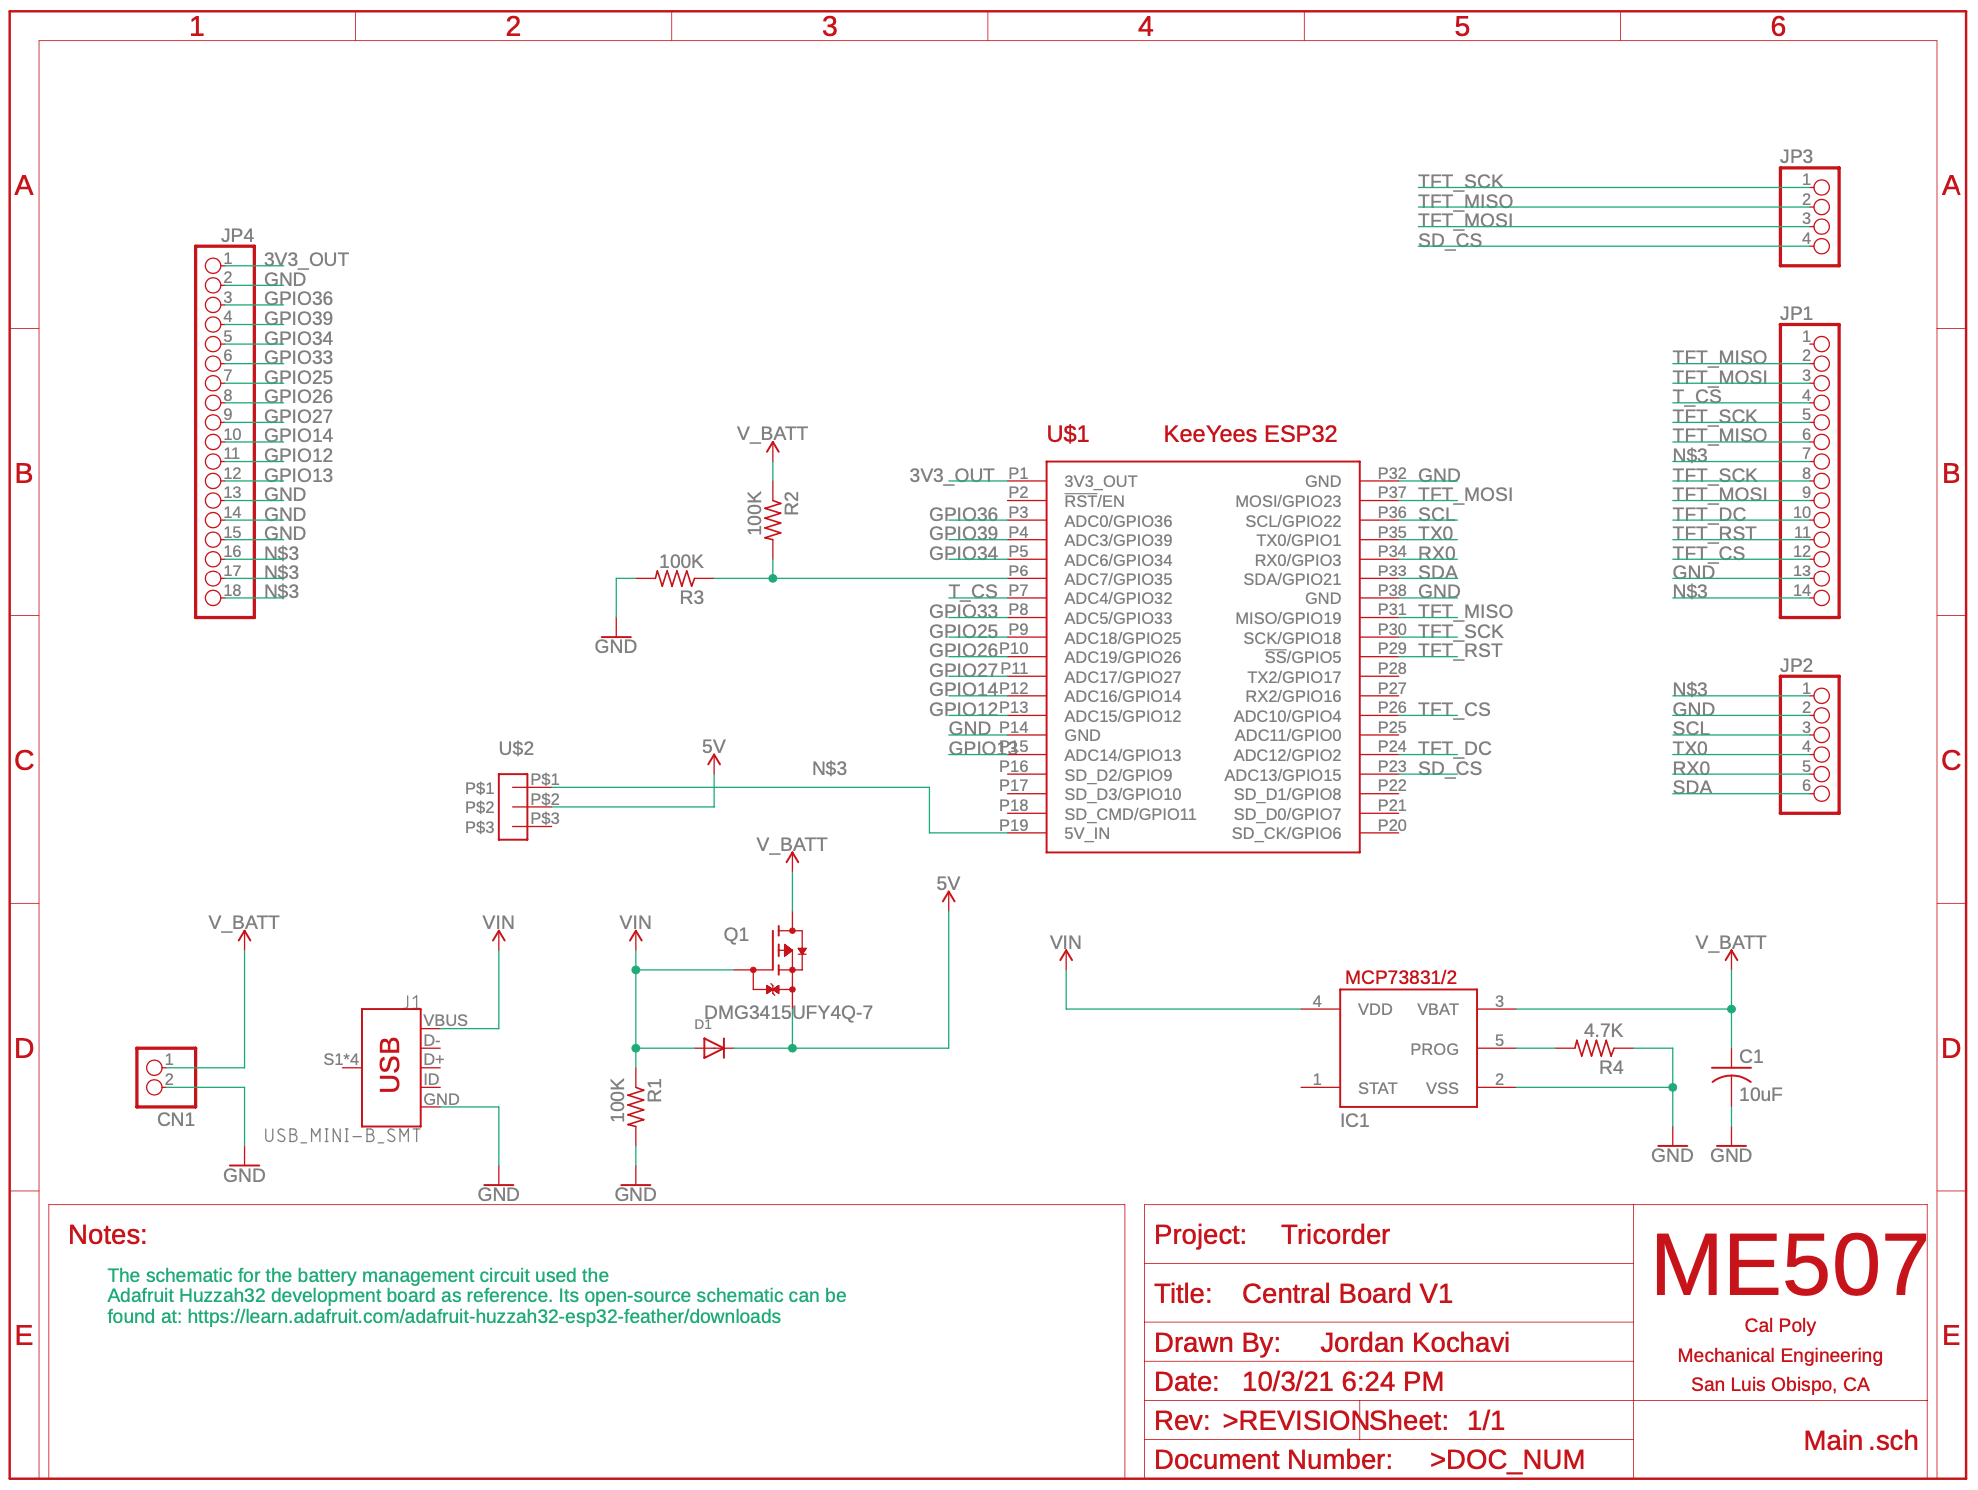 1 2 3 4 5 6
A A
B B
C C
D D
E E
JP3
TFT_SCK 1
TFT_MISO 2
TFT_MOSI 3
SD_CS 4
JP4
1 3V3_OUT
2 GND
3 GPIO36
4 GPIO39
5 GPIO34
6 GPIO33
7 GPIO25
8 GPIO26
9 GPIO27
10 GPIO14
11 GPIO12
12 GPIO13
13 GND
14 GND
15 GND
16 N$3
17 N$3
18 N$3
JP1
1
TFT_MISO 2
TFT_MOSI 3
T_CS 4
TFT_SCK 5
TFT_MISO 6
N$3 7
TFT_SCK 8
TFT_MOSI 9
TFT_DC 10
TFT_RST 11
TFT_CS 12
GND 13
N$3 14
V_BATT
100K
R2
100K
R3
GND
U$1 KeeYees ESP32
3V3_OUT P1 3V3_OUT GND P32 GND
P2 RST/EN MOSI/GPIO23 P37 TFT_MOSI
GPIO36 P3 ADC0/GPIO36 SCL/GPIO22 P36 SCL
GPIO39 P4 ADC3/GPIO39 TX0/GPIO1 P35 TX0
GPIO34 P5 ADC6/GPIO34 RX0/GPIO3 P34 RX0
P6 ADC7/GPIO35 SDA/GPIO21 P33 SDA
T_CS P7 ADC4/GPIO32 GND P38 GND
GPIO33 P8 ADC5/GPIO33 MISO/GPIO19 P31 TFT_MISO
GPIO25 P9 ADC18/GPIO25 SCK/GPIO18 P30 TFT_SCK
GPIO26 P10 ADC19/GPIO26 SS/GPIO5 P29 TFT_RST
GPIO27 P11 ADC17/GPIO27 TX2/GPIO17 P28
GPIO14 P12 ADC16/GPIO14 RX2/GPIO16 P27
GPIO12 P13 ADC15/GPIO12 ADC10/GPIO4 P26 TFT_CS
GND P14 GND ADC11/GPIO0 P25
GPIO13 P15 ADC14/GPIO13 ADC12/GPIO2 P24 TFT_DC
P16 SD_D2/GPIO9 ADC13/GPIO15 P23 SD_CS
P17 SD_D3/GPIO10 SD_D1/GPIO8 P22
P18 SD_CMD/GPIO11 SD_D0/GPIO7 P21
P19 5V_IN SD_CK/GPIO6 P20
JP2
N$3 1
GND 2
SCL 3
TX0 4
RX0 5
SDA 6
U$2
P$1 P$1
P$2 P$2
P$3 P$3
5V
N$3
V_BATT
1
2
CN1
GND
VIN
J1
VBUS
D-
S1*4 D+
ID
GND
USB
USB_MINI-B_SMT
GND
V_BATT
VIN
Q1
DMG3415UFY4Q-7
D1
5V
100K
R1
GND
VIN
MCP73831/2
4 VDD VBAT 3
PROG 5
1 STAT VSS 2
IC1
4.7K
R4
V_BATT
C1
10uF
GND GND
Notes:
The schematic for the battery management circuit used the
Adafruit Huzzah32 development board as reference. Its open-source schematic can be
found at: https://learn.adafruit.com/adafruit-huzzah32-esp32-feather/downloads
Project: Tricorder
Title: Central Board V1
Drawn By: Jordan Kochavi
Date: 10/3/21 6:24 PM
Rev: >REVISION Sheet: 1/1
Document Number: >DOC_NUM
ME507
Cal Poly
Mechanical Engineering
San Luis Obispo, CA
Main.sch